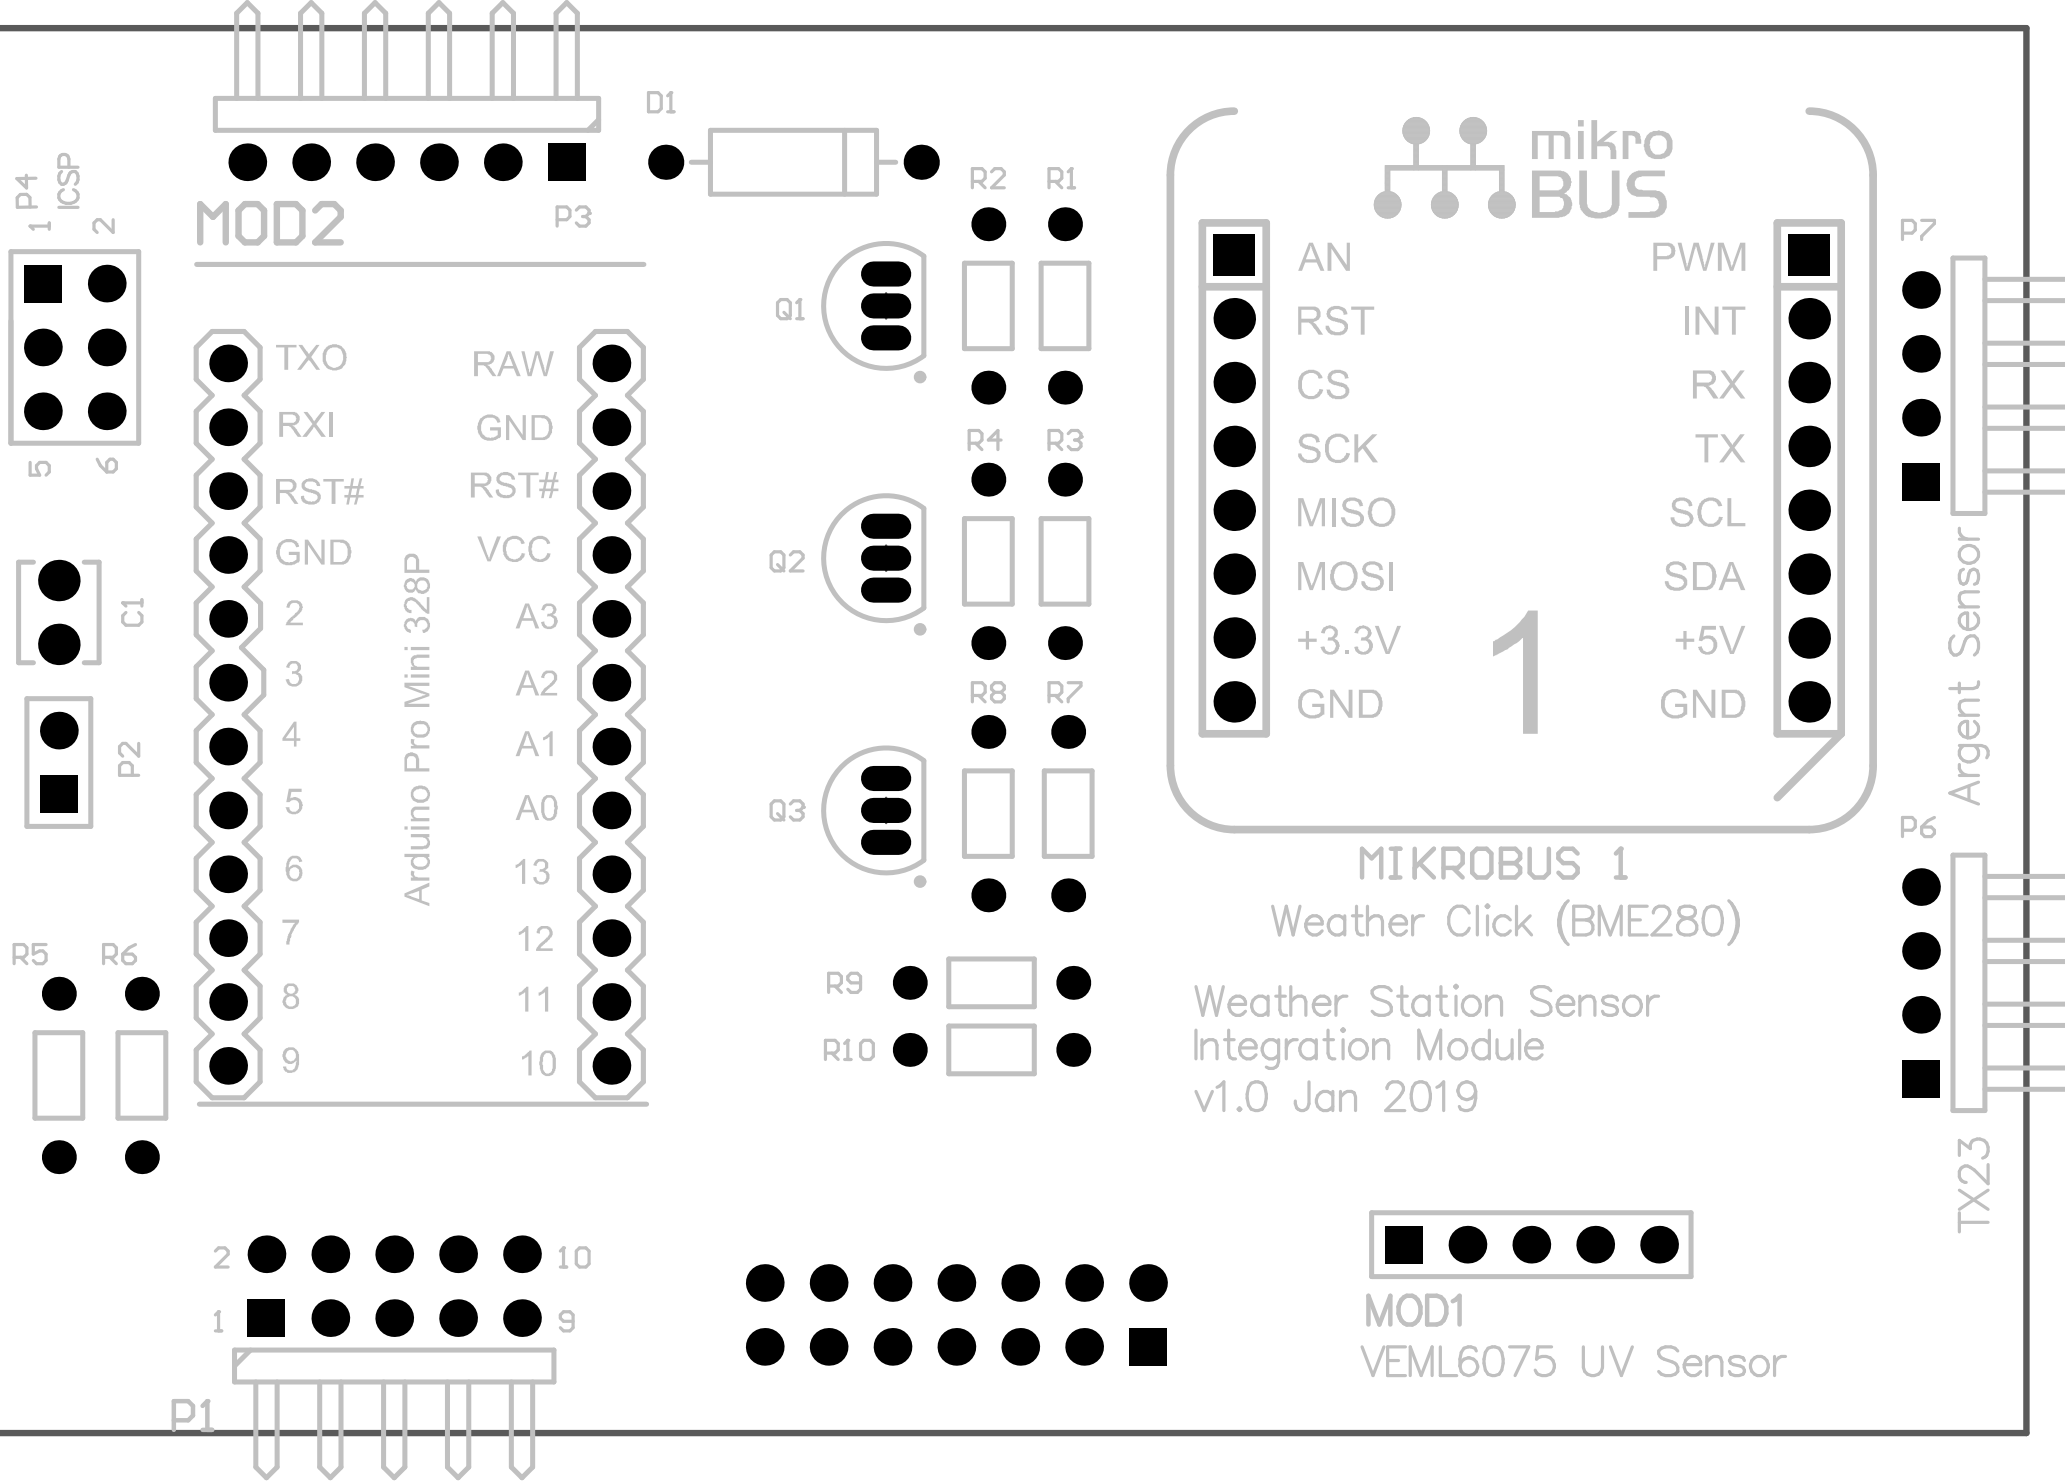 D1
P4
ICSP
1
2
MOD2
P3
R2
R1
mikro
BUS
P7
AN
PWM
Q1
RST
INT
TXO
RAW
CS
RX
RXI
GND
R4
R3
SCK
TX
5
6
RST#
RST#
MISO
SCL
GND
VCC
Q2
MOSI
SDA
C1
2
A3
+3.3V
1
+5V
Argent Sensor
3
A2
R8
R7
GND
GND
4
A1
Arduino Pro Mini 328P
P2
5
A0
Q3
P6
6
13
MIKROBUS 1
Weather Click (BME280)
7
12
R5
R6
R9
8
11
Weather Station Sensor
Integration Module
v1.0 Jan 2019
R10
9
10
TX23
2
10
1
9
MOD1
VEML6075 UV Sensor
P1